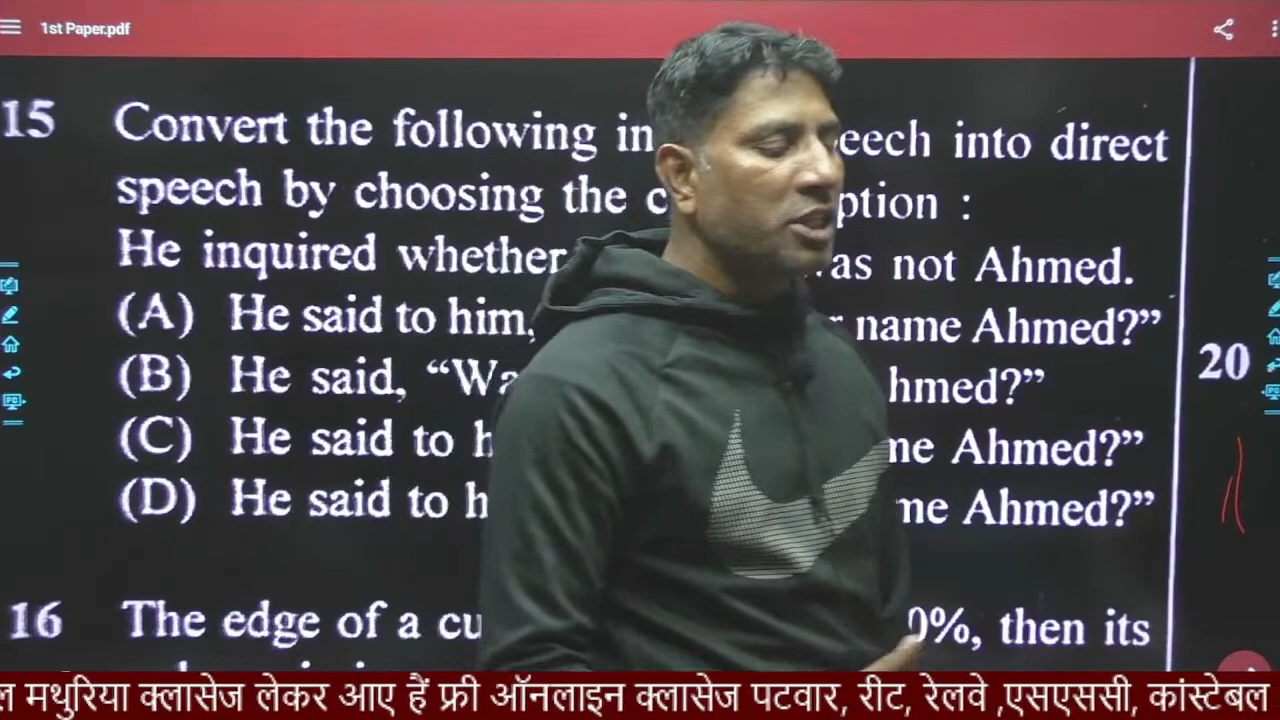 1st Paper.pdf
15 Convert the following in eech into direct
speech by choosing the c ption :
He inquired whether was not Ahmed.
(A) He said to him, name Ahmed?”
(B) He said, “Wa hmed?”
(C) He said to h me Ahmed?”
(D) He said to h me Ahmed?”
20
16 The edge of a cu 0%, then its
मथुरिया क्लासेज लेकर आए हैं फ्री ऑनलाइन क्लासेज पटवार, रीट, रेलवे ,एसएससी, कांस्टेबल